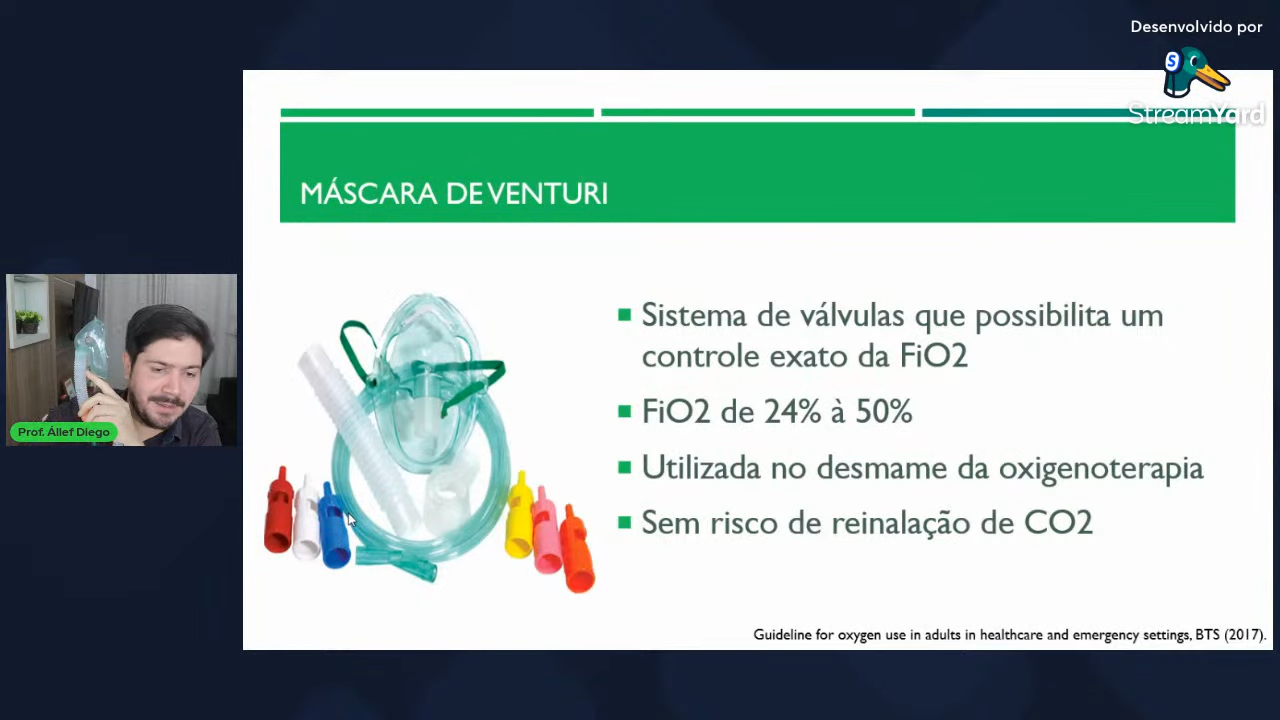 Desenvolvido por
StreamYard
MÁSCARA DE VENTURI
Sistema de válvulas que possibilita um
controle exato da FiO2
FiO2 de 24% à 50%
Utilizada no desmame da oxigenoterapia
Sem risco de reinalação de CO2
Prof. Állef Diego
Guideline for oxygen use in adults in healthcare and emergency settings, BTS (2017).